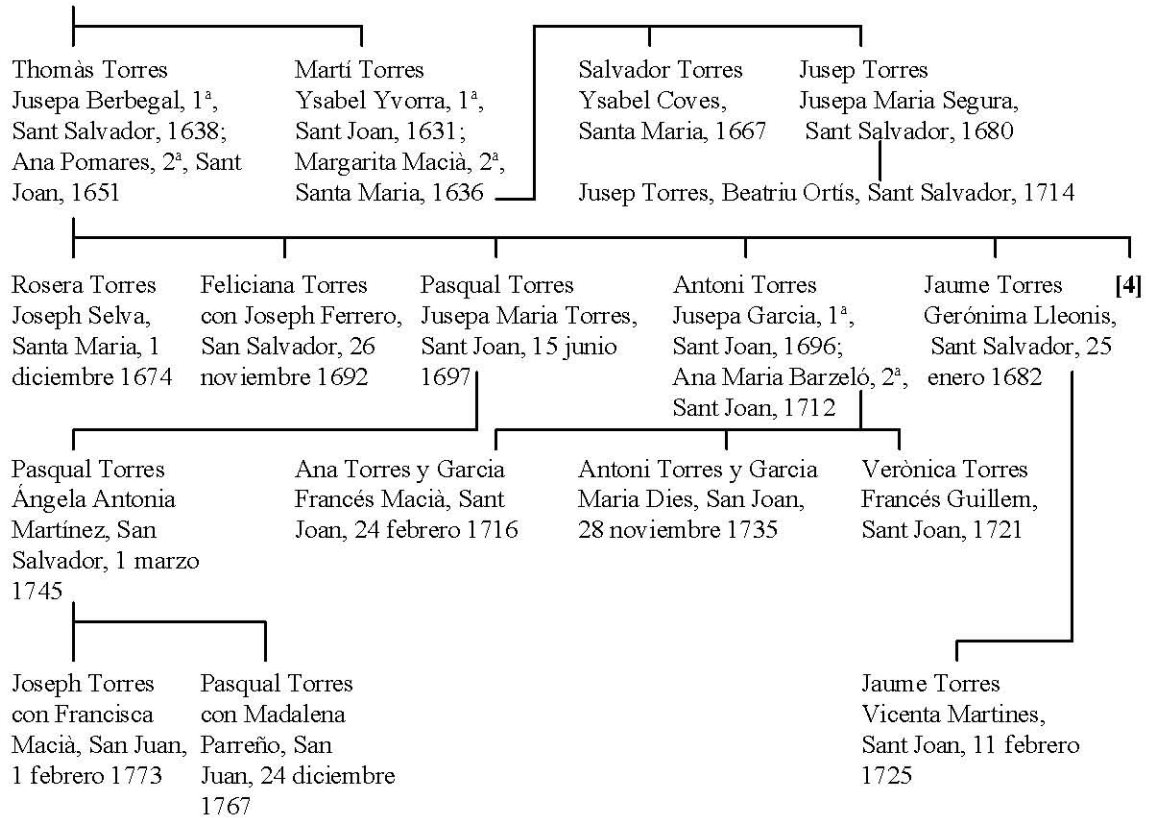 Thomàs Torres
Jusepa Berbegal, 1ª,
Sant Salvador, 1638;
Ana Pomares, 2ª, Sant
Joan, 1651
Martí Torres
Ysabel Yvorra, 1ª,
Sant Joan, 1631;
Margarita Macià, 2ª,
Santa Maria, 1636
Salvador Torres
Ysabel Coves,
Santa Maria, 1667
Jusep Torres
Jusepa Maria Segura,
Sant Salvador, 1680
Jusep Torres, Beatriu Ortís, Sant Salvador, 1714
Rosera Torres
Joseph Selva,
Santa Maria, 1
diciembre 1674
Feliciana Torres
con Joseph Ferrero,
San Salvador, 26
noviembre 1692
Pasqual Torres
Jusepa Maria Torres,
Sant Joan, 15 junio
1697
Antoni Torres
Jusepa Garcia, 1ª,
Sant Joan, 1696;
Ana Maria Barzeló, 2ª,
Sant Joan, 1712
Jaume Torres
Gerónima Lleonis,
Sant Salvador, 25
enero 1682
[4]
Pasqual Torres
Ángela Antonia
Martínez, San
Salvador, 1 marzo
1745
Ana Torres y Garcia
Francés Macià, Sant
Joan, 24 febrero 1716
Antoni Torres y Garcia
Maria Dies, San Joan,
28 noviembre 1735
Verònica Torres
Francés Guillem,
Sant Joan, 1721
Joseph Torres
con Francisca
Macià, San Juan,
1 febrero 1773
Pasqual Torres
con Madalena
Parreño, San
Juan, 24 diciembre
1767
Jaume Torres
Vicenta Martines,
Sant Joan, 11 febrero
1725